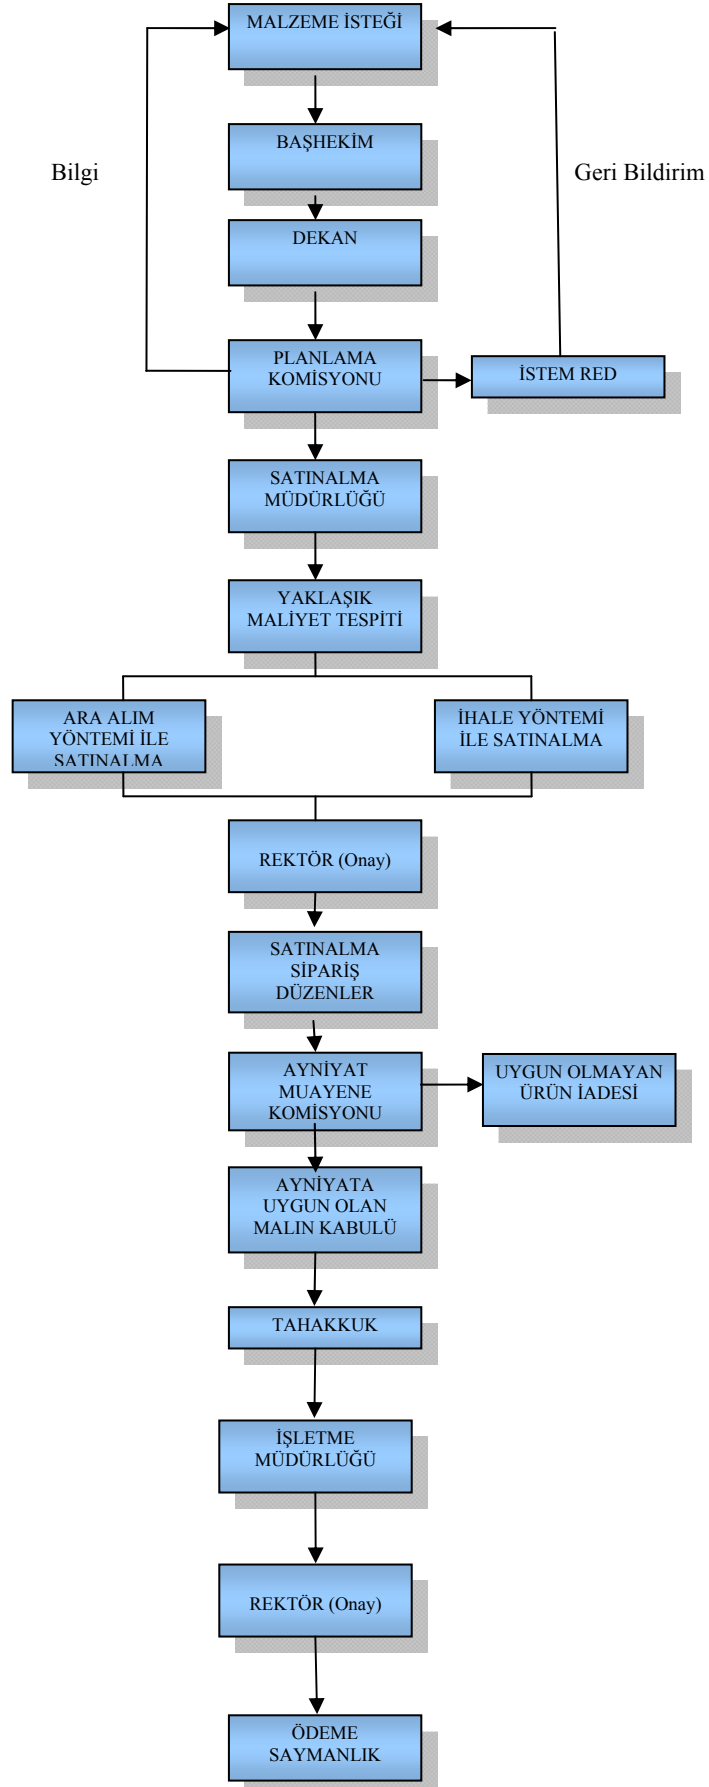 MALZEME İSTEĞİ
BAŞHEKİM
Bilgi
Geri Bildirim
DEKAN
PLANLAMA
KOMİSYONU
İSTEM RED
SATINALMA
MÜDÜRLÜĞÜ
YAKLAŞIK
MALİYET TESPİTİ
ARA ALIM
YÖNTEMİ İLE
SATINALMA
İHALE YÖNTEMİ
İLE SATINALMA
REKTÖR (Onay)
SATINALMA
SİPARİŞ
DÜZENLER
AYNİYAT
MUAYENE
KOMİSYONU
UYGUN OLMAYAN
ÜRÜN İADESİ
AYNİYATA
UYGUN OLAN
MALIN KABULÜ
TAHAKKUK
İŞLETME
MÜDÜRLÜĞÜ
REKTÖR (Onay)
ÖDEME
SAYMANLIK